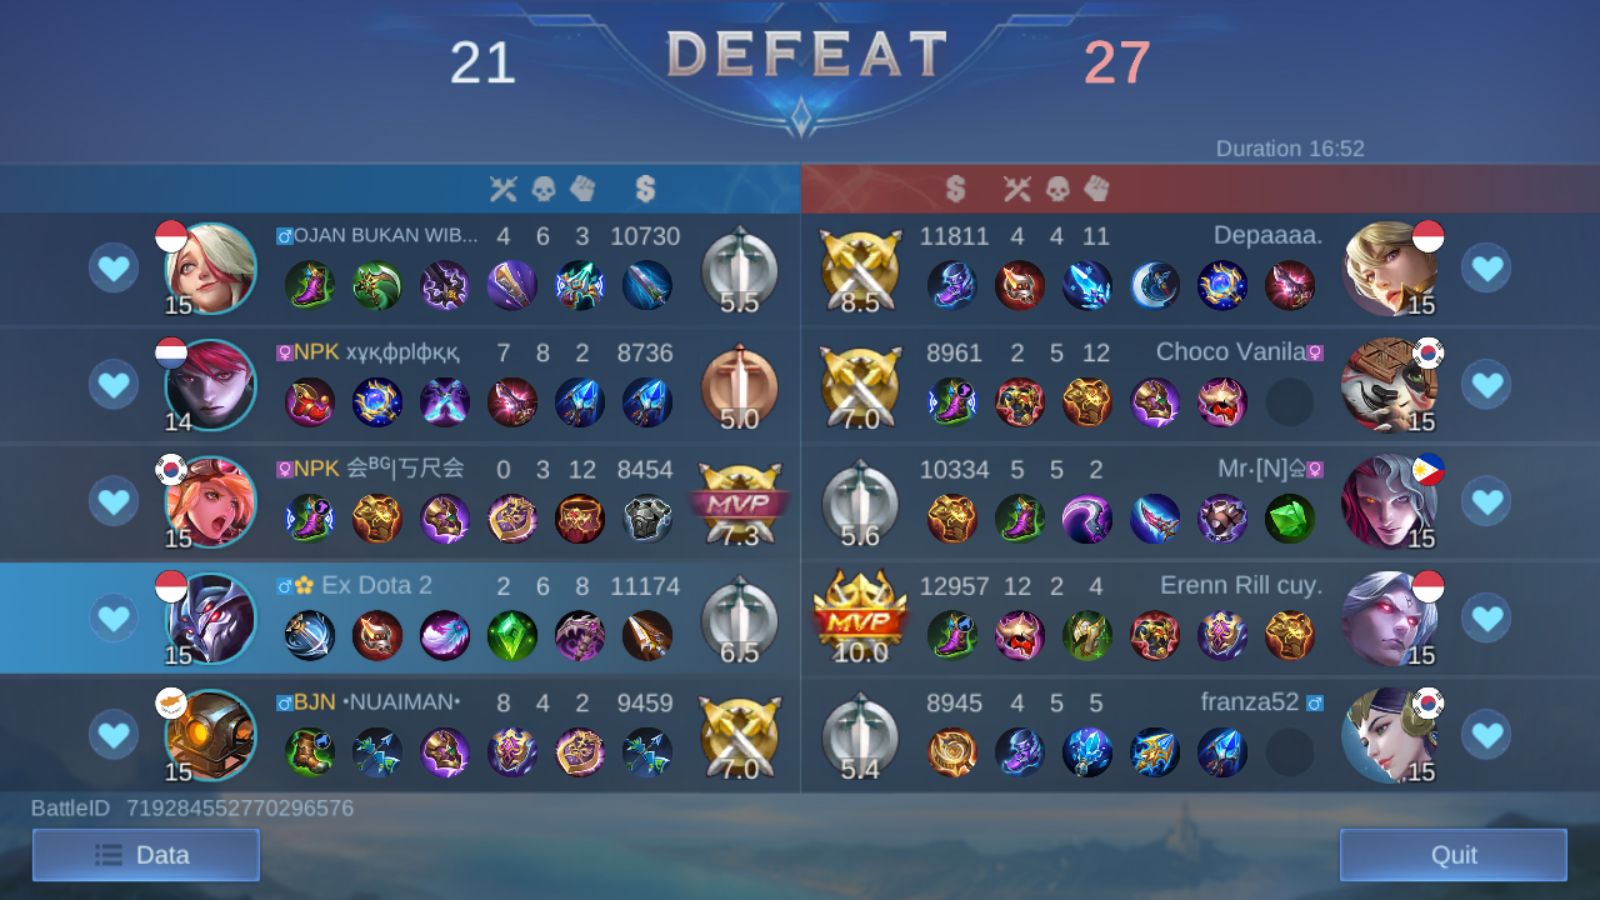 21 DEFEAT 27
Duration 16:52
OJAN BUKAN WIB... 4 6 3 10730
15 5.5
11811 4 4 11 Depaaaa.
8.5 15
NPK хұқфрlфққ 7 8 2 8736
14 5.0
8961 2 5 12 Choco Vanila
7.0 15
NPK 会ᴮᴳ|丂尺会 0 3 12 8454
15 MVP 7.3
10334 5 5 2 Mr·[N]
5.6 15
Ex Dota 2 2 6 8 11174
15 6.5
12957 12 2 4 Erenn Rill cuy.
MVP 10.0 15
BJN •NUAIMAN• 8 4 2 9459
15 7.0
8945 4 5 5 franza52
5.4 15
BattleID 719284552770296576
Data
Quit